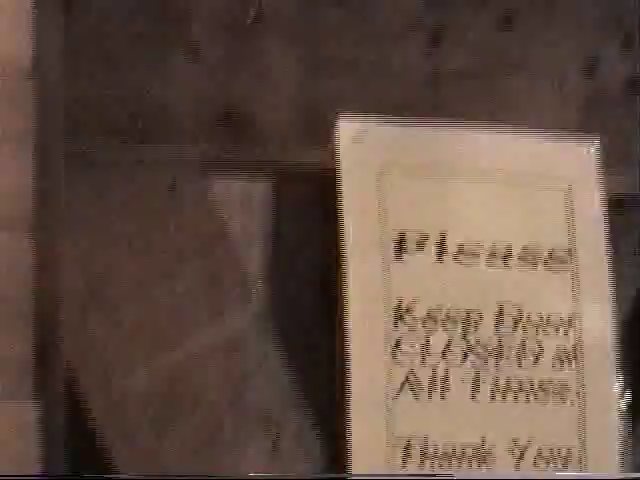 Please
Keep Door
CLOSED at
All Times.
Thank You